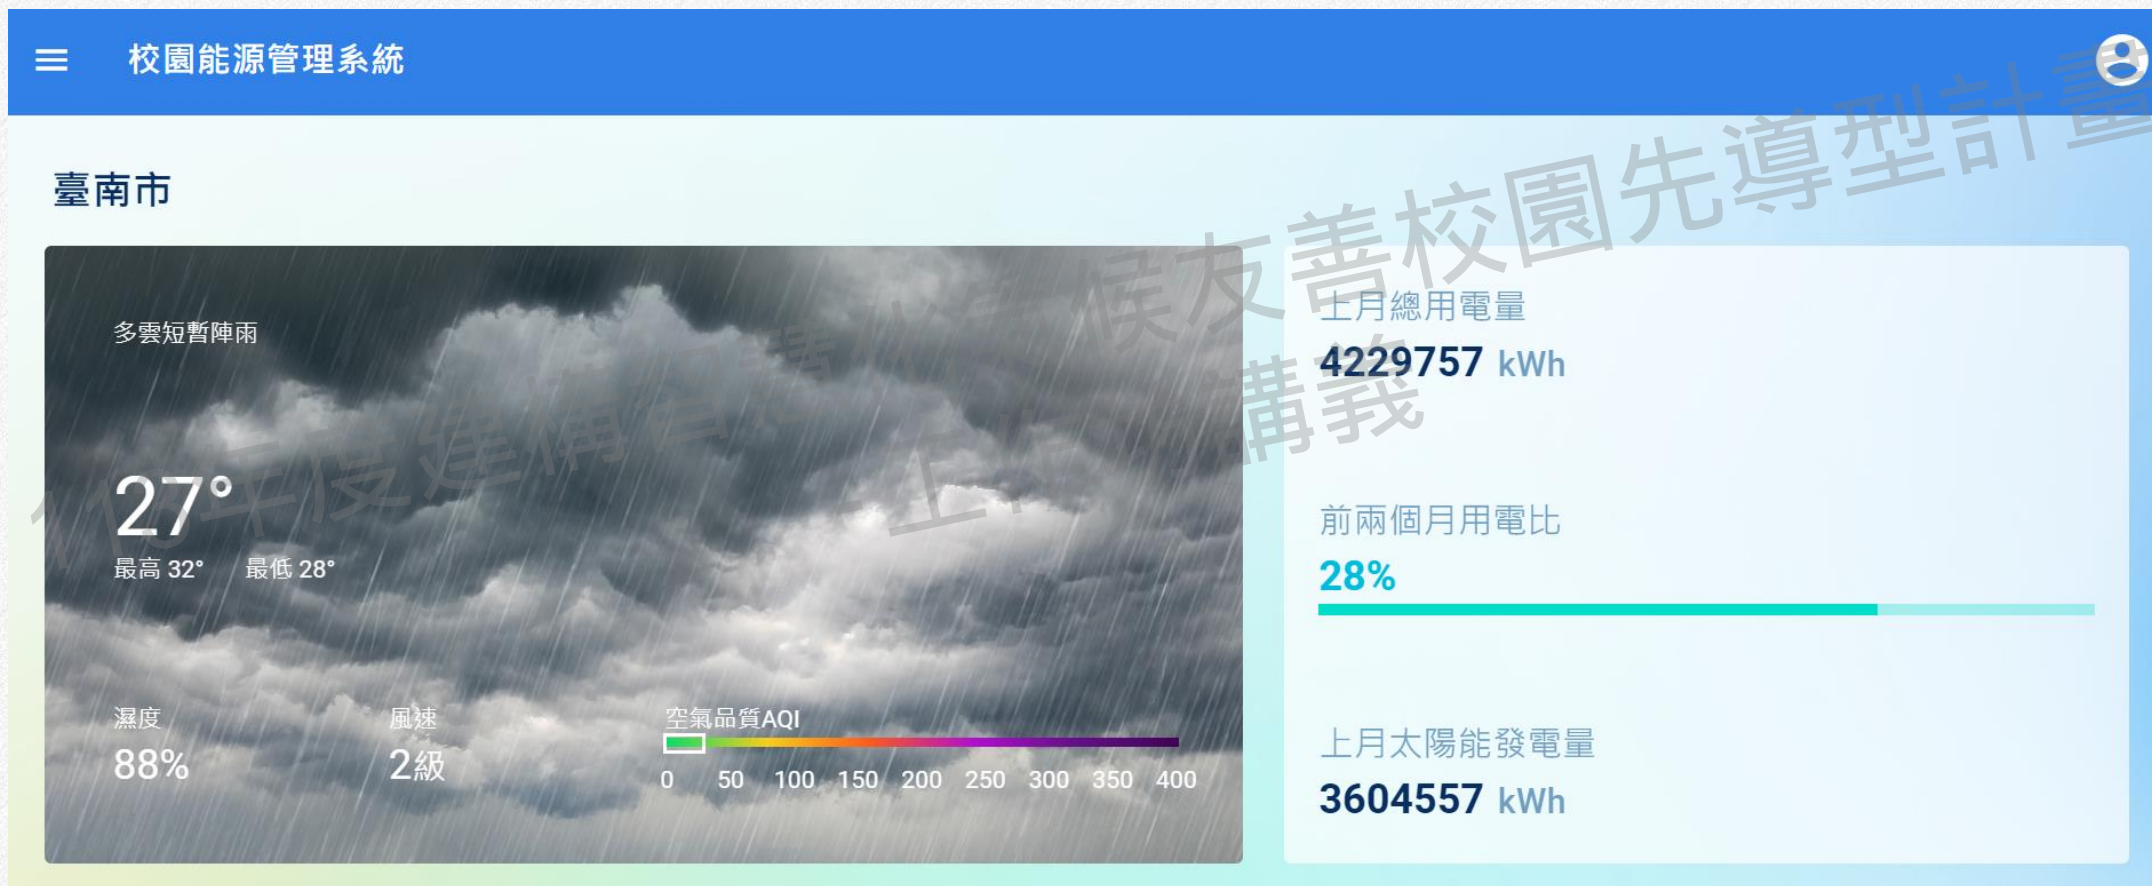 校園能源管理系統
臺南市
多雲短暫陣雨
27°
最高 32° 最低 28°
濕度
88%
風速
2級
空氣品質AQI
0 50 100 150 200 250 300 350 400
上月總用電量
4229757 kWh
前兩個月用電比
28%
上月太陽能發電量
3604557 kWh
候友善校園先導型計畫
講義